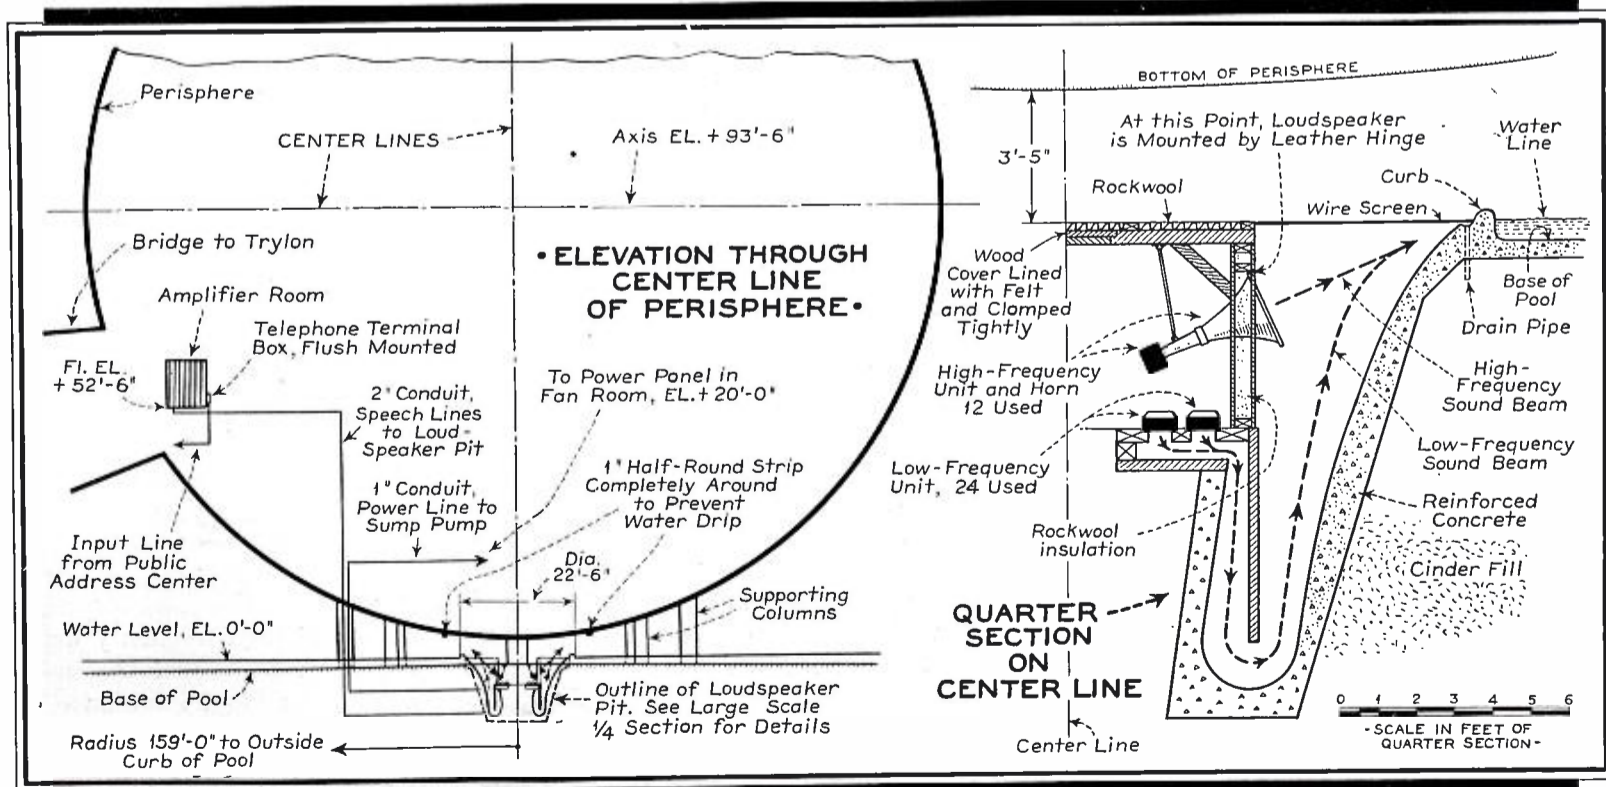 Perisphere
CENTER LINES
Axis EL. + 93'-6"
Bridge to Trylon
• ELEVATION THROUGH
CENTER LINE
OF PERISPHERE •
Amplifier Room
Telephone Terminal
Box, Flush Mounted
Fl. EL.
+ 52'-6"
2" Conduit,
Speech Lines
to Loud-
Speaker Pit
To Power Panel in
Fan Room, EL. + 20'-0"
1" Conduit,
Power Line to
Sump Pump
1" Half-Round Strip
Completely Around
to Prevent
Water Drip
Input Line
from Public
Address Center
Dia.
22'-6"
Supporting
Columns
Water Level, EL. 0'-0"
Base of Pool
Outline of Loudspeaker
Pit. See Large Scale
1/4 Section for Details
Radius 159'-0" to Outside
Curb of Pool
BOTTOM OF PERISPHERE
3'-5"
At this Point, Loudspeaker
is Mounted by Leather Hinge
Water
Line
Rockwool
Curb
Wire Screen
Wood
Cover Lined
with Felt
and Clamped
Tightly
Base of
Pool
Drain Pipe
High-Frequency
Unit and Horn
12 Used
High-
Frequency
Sound Beam
Low-Frequency
Unit, 24 Used
Low-Frequency
Sound Beam
Rockwool
insulation
Reinforced
Concrete
Cinder Fill
QUARTER
SECTION
ON
CENTER LINE
Center Line
0 1 2 3 4 5 6
- SCALE IN FEET OF
QUARTER SECTION -